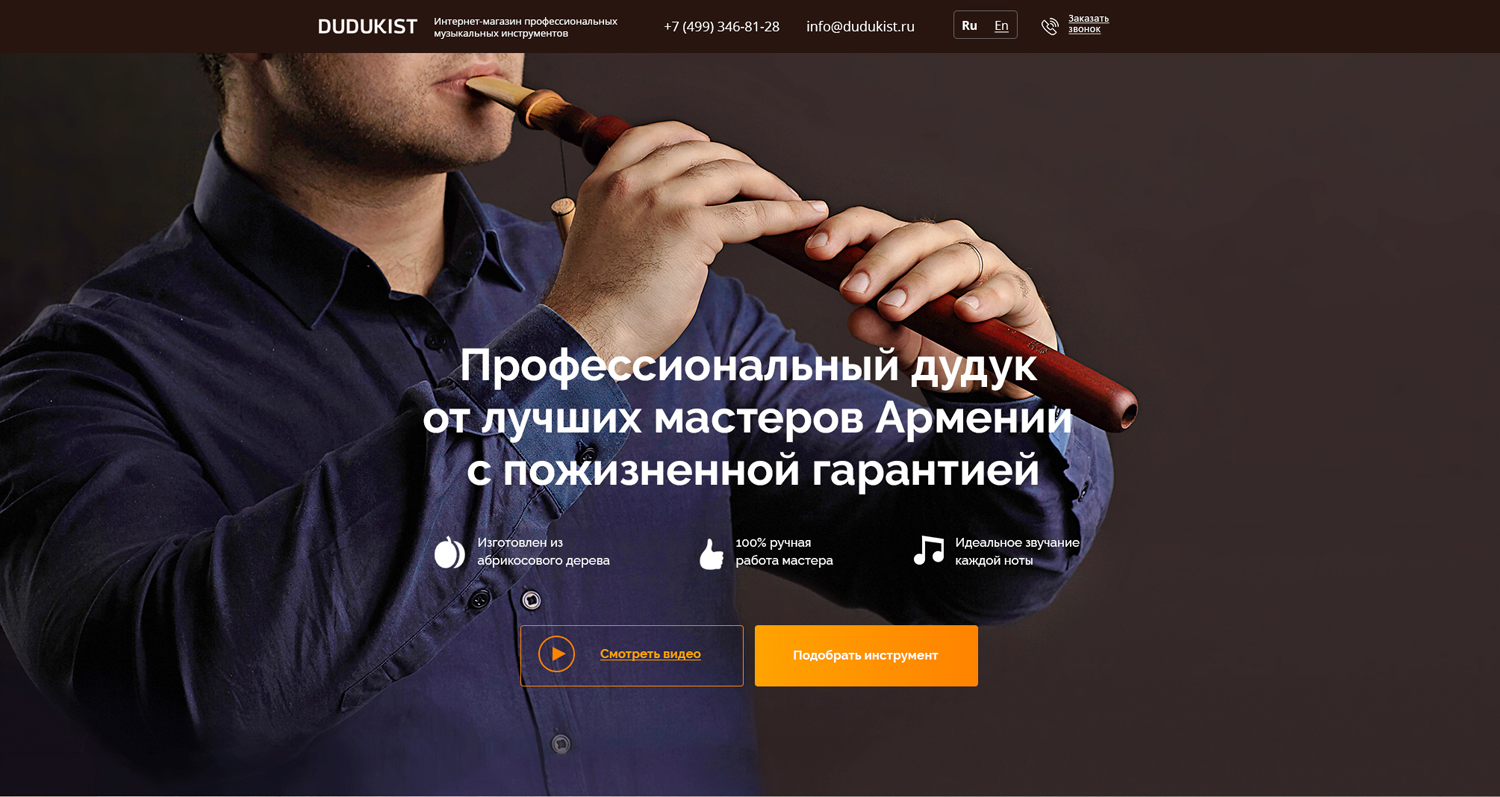 DUDUKIST
Интернет-магазин профессиональных
музыкальных инструментов
+7 (499) 346-81-28
info@dudukist.ru
Ru En
Заказать
звонок
Профессиональный дудук
от лучших мастеров Армении
с пожизненной гарантией
Изготовлен из
абрикосового дерева
100% ручная
работа мастера
Идеальное звучание
каждой ноты
Смотреть видео
Подобрать инструмент